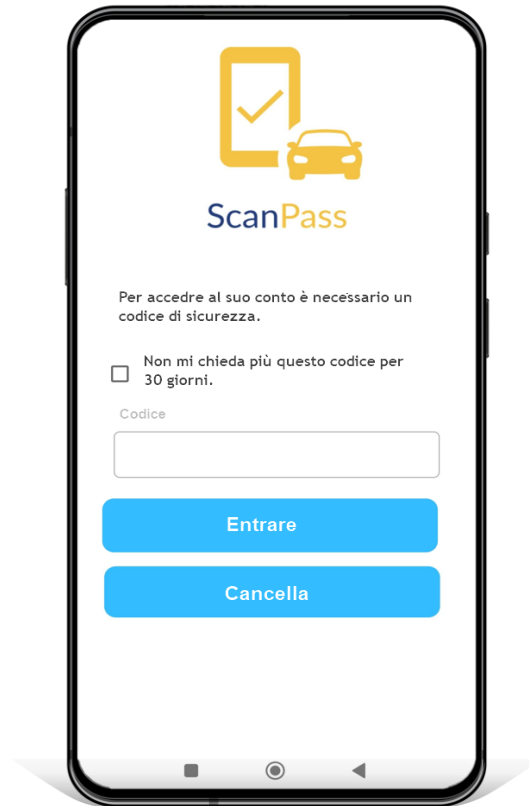 ScanPass
Per accedre al suo conto è necessario un
codice di sicurezza.
Non mi chieda più questo codice per
30 giorni.
Codice
Entrare
Cancella